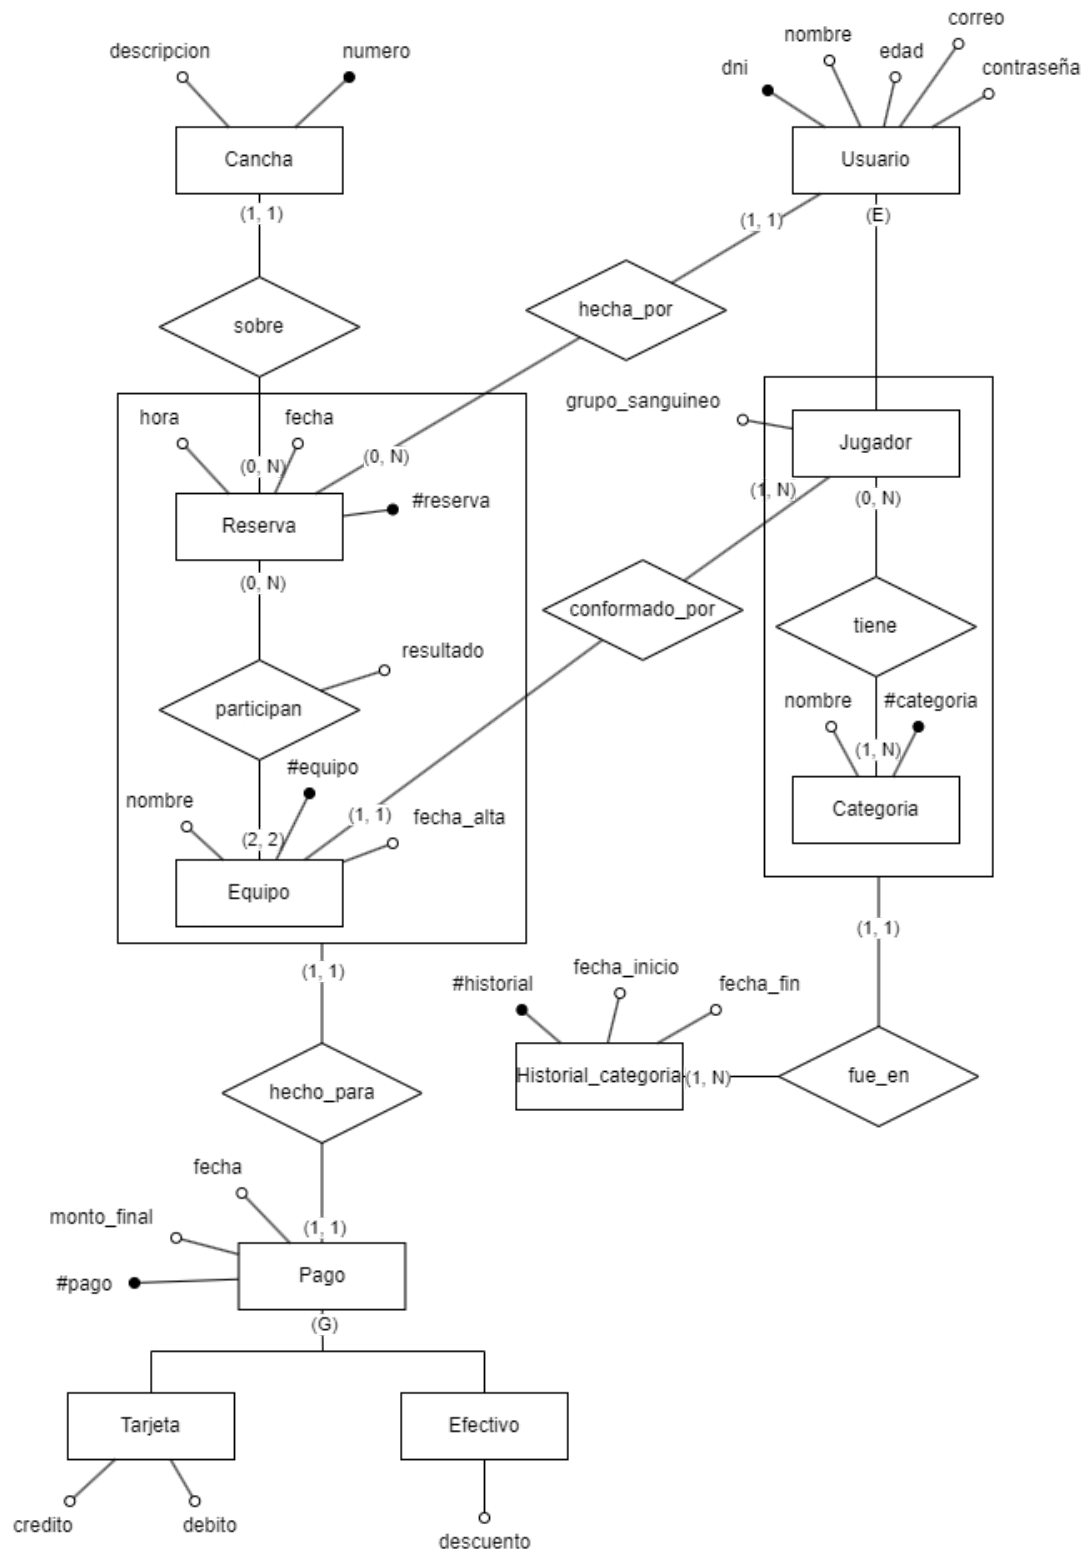 correo
nombre
edad
descripcion
numero
dni
contraseña
Cancha
Usuario
(1, 1)
(1, 1)
(E)
hecha_por
sobre
grupo_sanguineo
hora
fecha
Jugador
(0, N)
(0, N)
(1, N)
(0, N)
#reserva
Reserva
(0, N)
conformado_por
tiene
resultado
participan
nombre
#categoria
#equipo
(1, N)
nombre
(1, 1)
fecha_alta
Categoria
(2, 2)
Equipo
(1, 1)
(1, 1)
fecha_inicio
#historial
fecha_fin
Historial_categoria
(1, N)
fue_en
hecho_para
fecha
monto_final
(1, 1)
#pago
Pago
(G)
Tarjeta
Efectivo
credito
debito
descuento